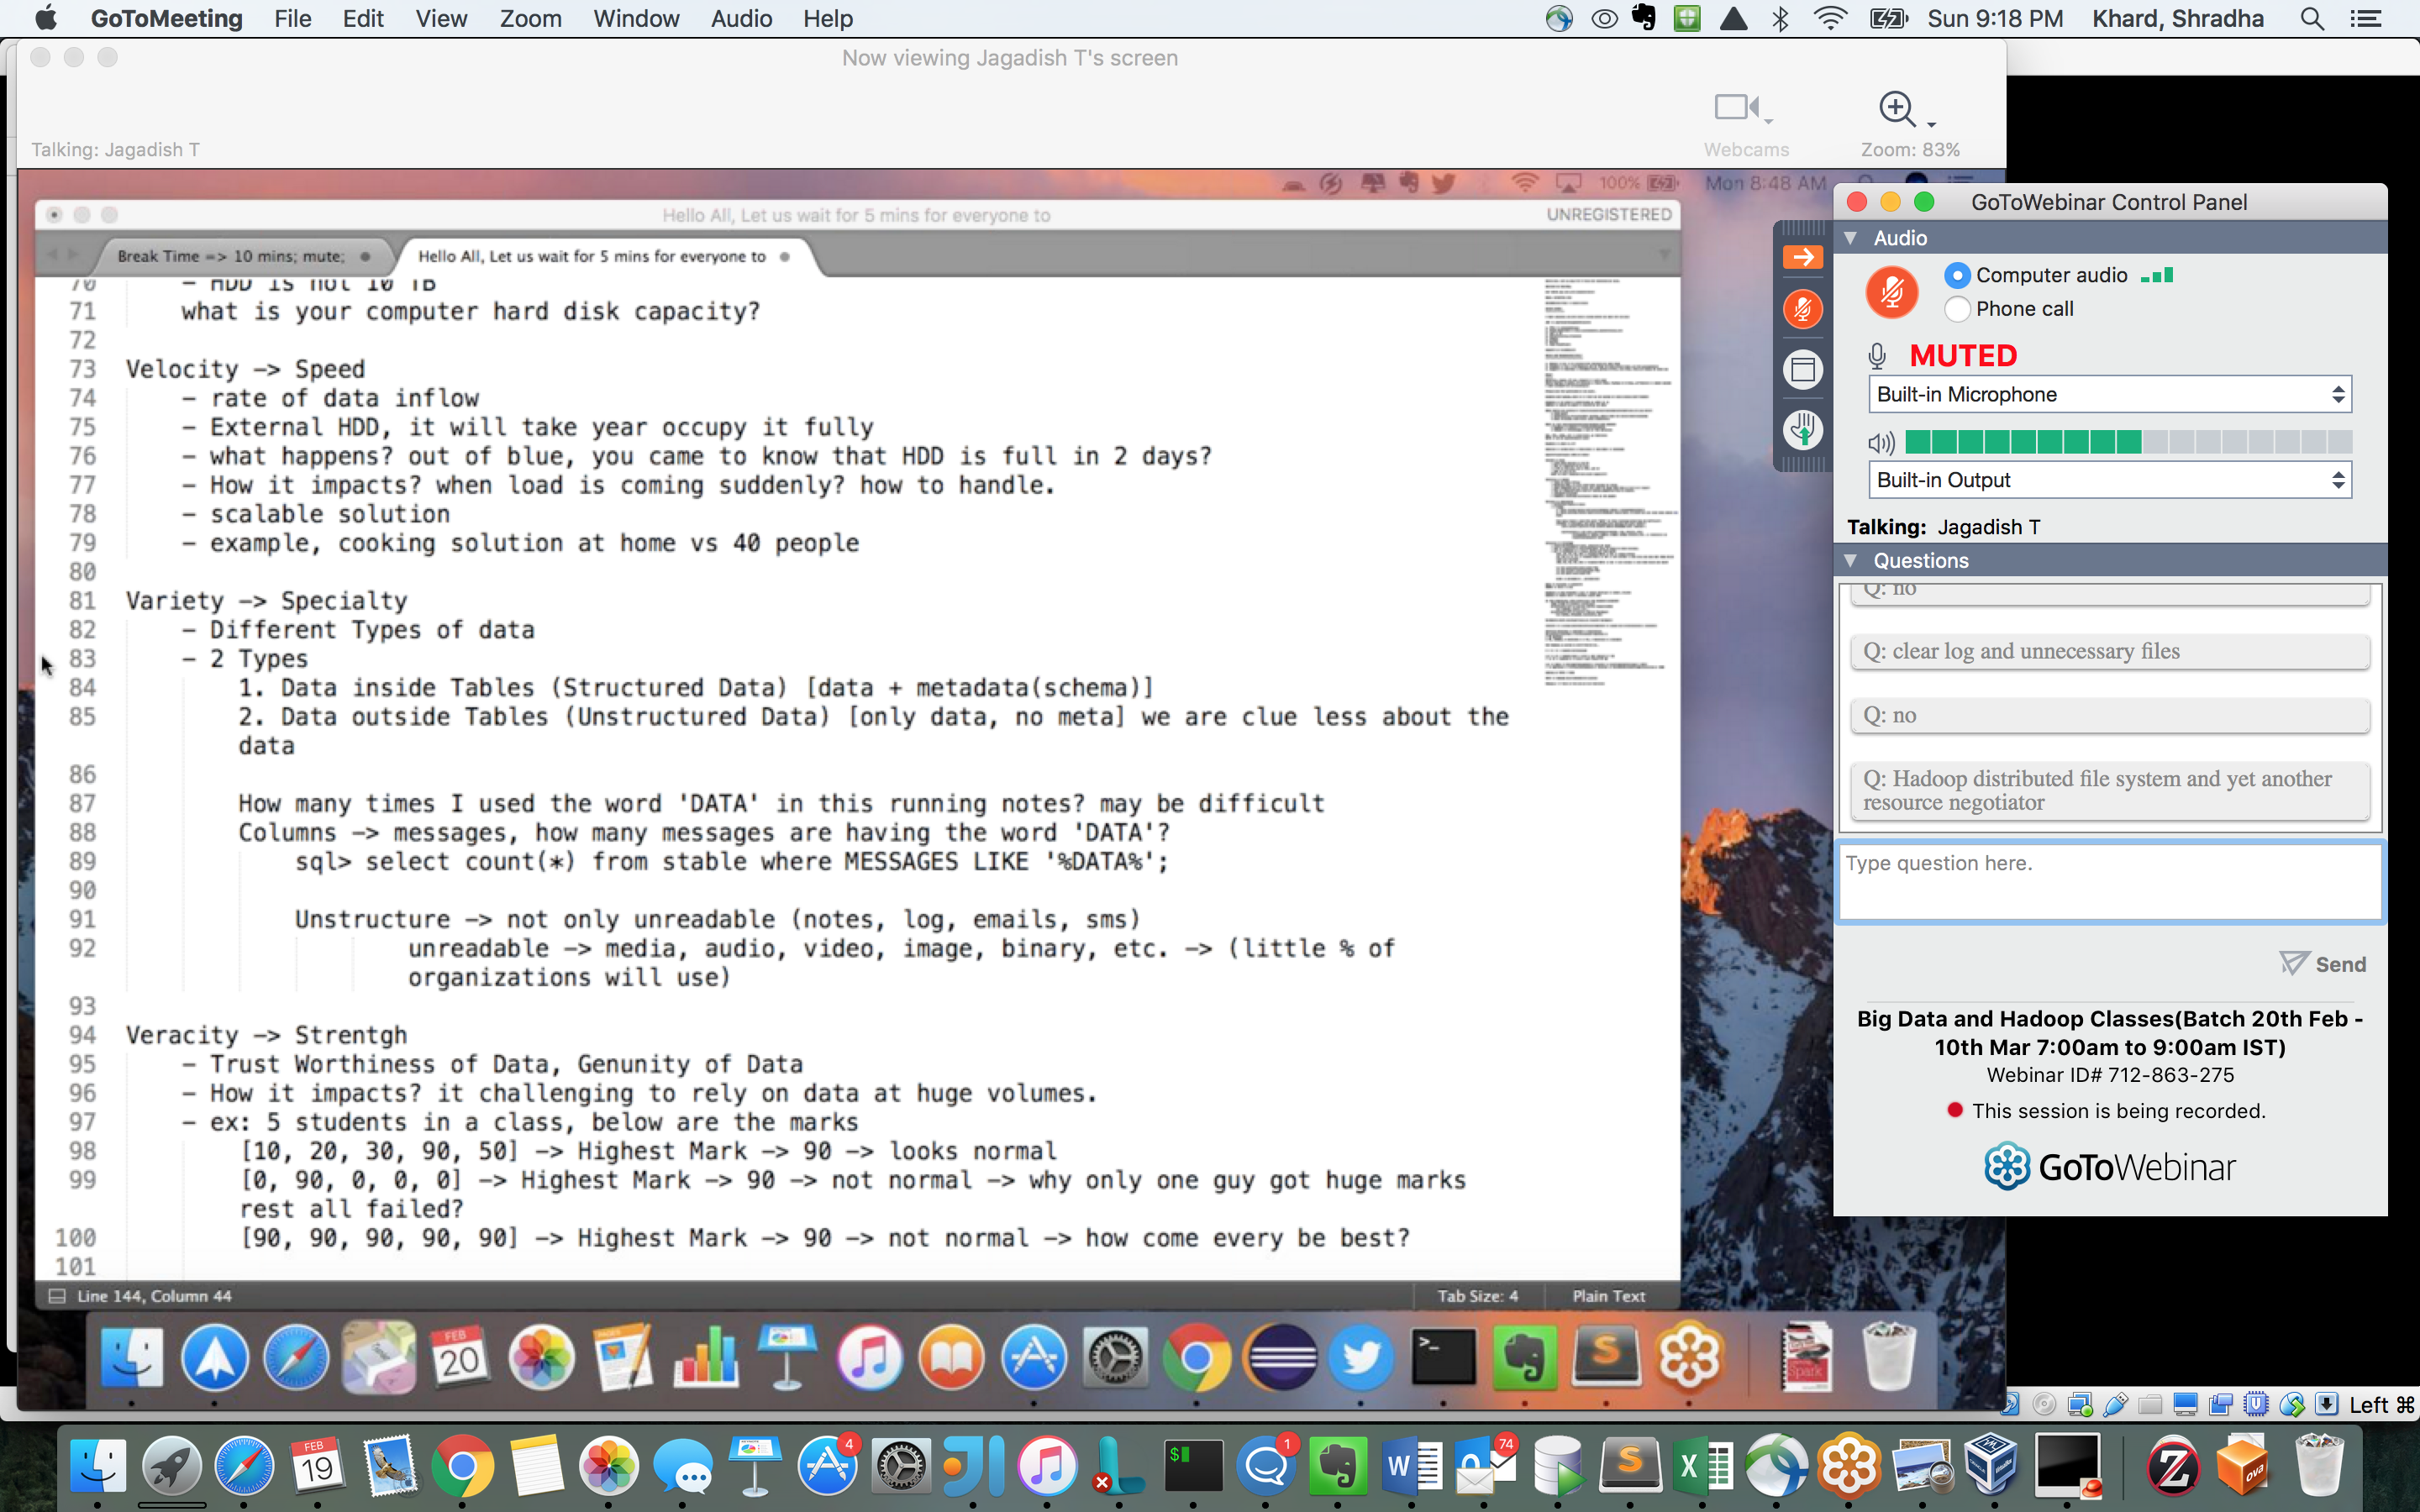 GoToMeeting File Edit View Zoom Window Audio Help Sun 9:18 PM Khard, Shradha
Now viewing Jagadish T's screen
Talking: Jagadish T
Webcams
Zoom: 83%
100% Mon 8:48 AM
Hello All, Let us wait for 5 mins for everyone to UNREGISTERED
Break Time => 10 mins; mute; Hello All, Let us wait for 5 mins for everyone to
70 - HDD is not 10 TB
71 what is your computer hard disk capacity?
72
73 Velocity -> Speed
74 - rate of data inflow
75 - External HDD, it will take year occupy it fully
76 - what happens? out of blue, you came to know that HDD is full in 2 days?
77 - How it impacts? when load is coming suddenly? how to handle.
78 - scalable solution
79 - example, cooking solution at home vs 40 people
80
81 Variety -> Specialty
82 - Different Types of data
83 - 2 Types
84 1. Data inside Tables (Structured Data) [data + metadata(schema)]
85 2. Data outside Tables (Unstructured Data) [only data, no meta] we are clue less about the
data
86
87 How many times I used the word 'DATA' in this running notes? may be difficult
88 Columns -> messages, how many messages are having the word 'DATA'?
89 sql> select count(*) from stable where MESSAGES LIKE '%DATA%';
90
91 Unstructure -> not only unreadable (notes, log, emails, sms)
92 unreadable -> media, audio, video, image, binary, etc. -> (little % of
organizations will use)
93
94 Veracity -> Strentgh
95 - Trust Worthiness of Data, Genunity of Data
96 - How it impacts? it challenging to rely on data at huge volumes.
97 - ex: 5 students in a class, below are the marks
98 [10, 20, 30, 90, 50] -> Highest Mark -> 90 -> looks normal
99 [0, 90, 0, 0, 0] -> Highest Mark -> 90 -> not normal -> why only one guy got huge marks
rest all failed?
100 [90, 90, 90, 90, 90] -> Highest Mark -> 90 -> not normal -> how come every be best?
101
Line 144, Column 44 Tab Size: 4 Plain Text
FEB
20
PAGES
Spark
GoToWebinar Control Panel
Audio
Computer audio
Phone call
MUTED
Built-in Microphone
Built-in Output
Talking: Jagadish T
Questions
Q: no
Q: clear log and unnecessary files
Q: no
Q: Hadoop distributed file system and yet another
resource negotiator
Type question here.
Send
Big Data and Hadoop Classes(Batch 20th Feb -
10th Mar 7:00am to 9:00am IST)
Webinar ID# 712-863-275
This session is being recorded.
GoToWebinar
Left ⌘
FEB
19
4
1
74
ova